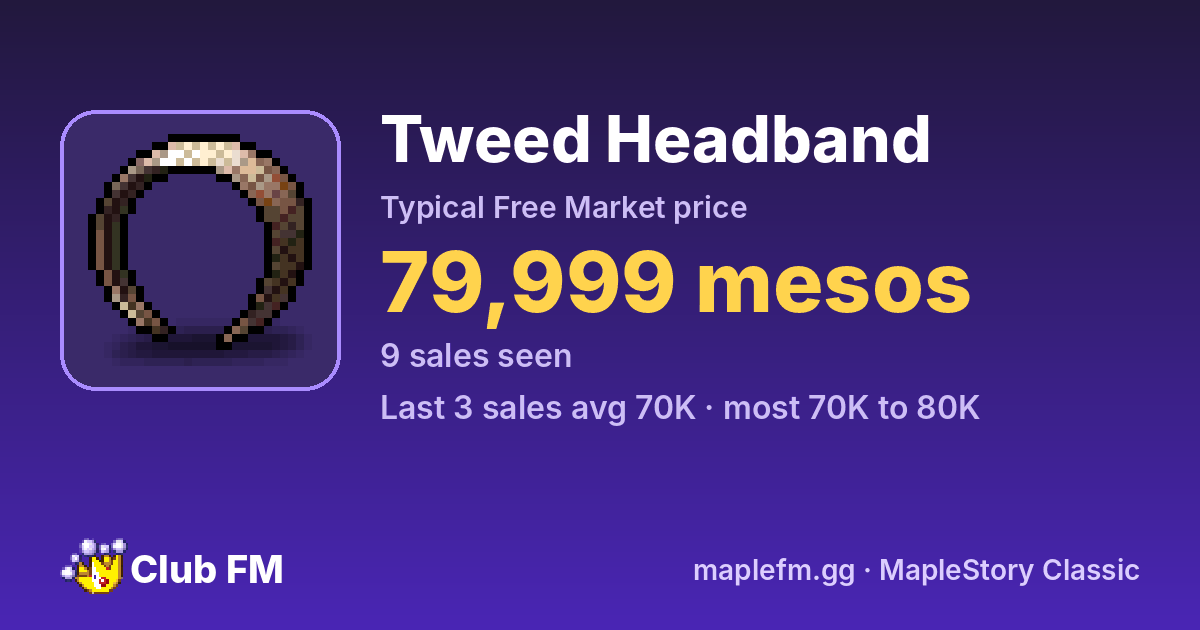 Tweed Headband
Typical Free Market price
79,999 mesos
9 sales seen
Last 3 sales avg 70K · most 70K to 80K
Club FM
maplefm.gg · MapleStory Classic